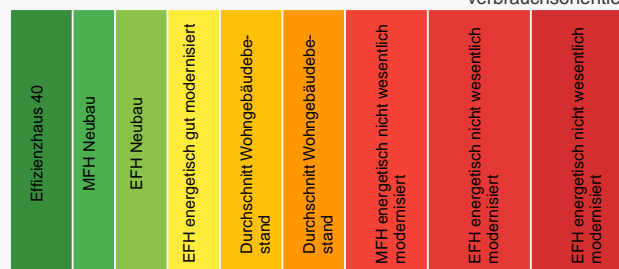 Effizienzhaus 40
MFH Neubau
EFH Neubau
EFH energetisch gut modernisiert
Durchschnitt Wohngebäudebe-
stand
Durchschnitt Wohngebäudebe-
stand
MFH energetisch nicht wesentlich
modernisiert
EFH energetisch nicht wesentlich
modernisiert
EFH energetisch nicht wesentlich
modernisiert